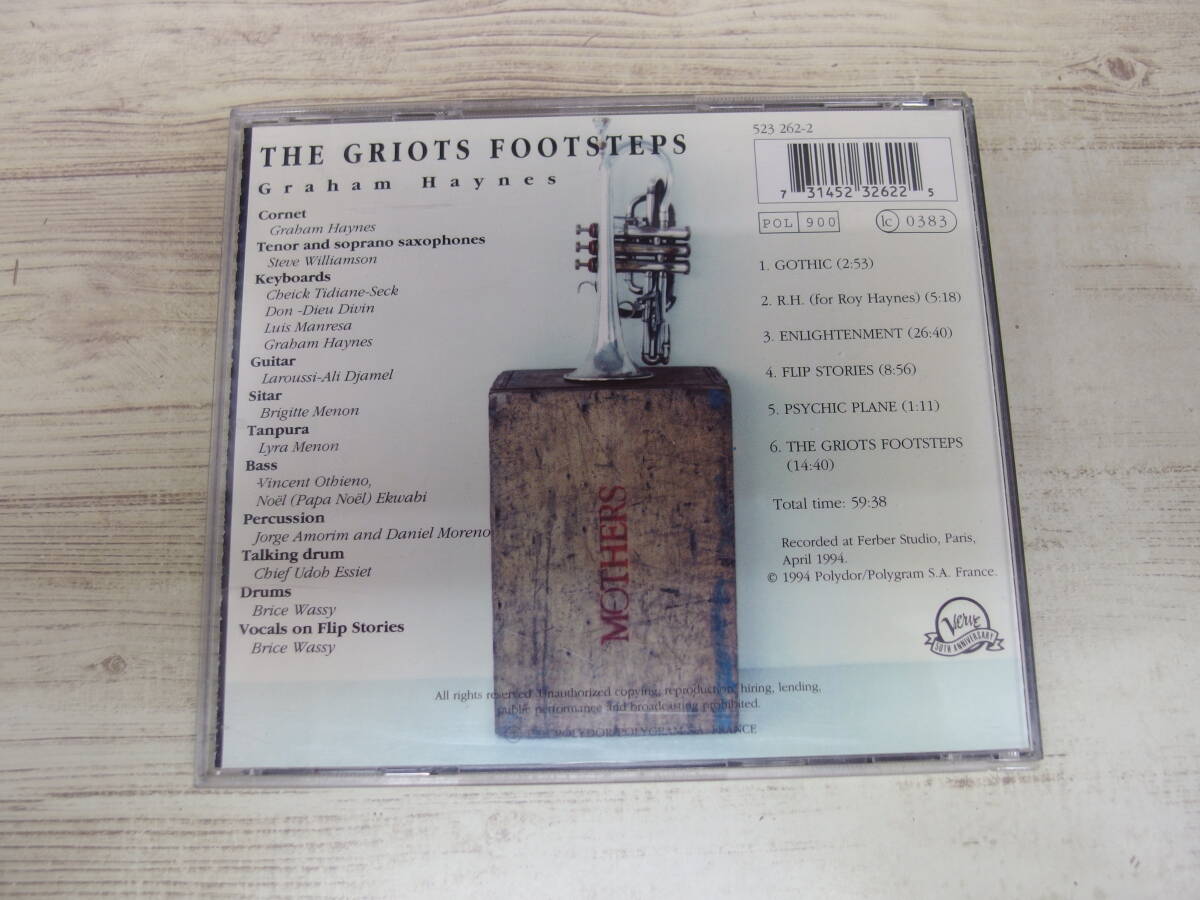 THE GRIOTS FOOTSTEPS
Graham Haynes
Cornet
Graham Haynes
Tenor and soprano saxophones
Steve Williamson
Keyboards
Cheick Tidiane-Seck
Don -Dieu Divin
Luis Manresa
Graham Haynes
Guitar
Laroussi-Ali Djamel
Sitar
Brigitte Menon
Tanpura
Lyra Menon
Bass
Vincent Othieno,
Noël (Papa Noël) Ekwabi
Percussion
Jorge Amorim and Daniel Moreno
Talking drum
Chief Udoh Essiet
Drums
Brice Wassy
Vocals on Flip Stories
Brice Wassy
MOTHERS
523 262-2
7 31452 32622 5
POL 900
lc 0383
1. GOTHIC (2:53)
2. R.H. (for Roy Haynes) (5:18)
3. ENLIGHTENMENT (26:40)
4. FLIP STORIES (8:56)
5. PSYCHIC PLANE (1:11)
6. THE GRIOTS FOOTSTEPS
(14:40)
Total time: 59:38
Recorded at Ferber Studio, Paris,
April 1994.
© 1994 Polydor/Polygram S.A. France.
Verve
50TH ANNIVERSARY
All rights reserved. Unauthorized copying, reproduction, hiring, lending,
public performance and broadcasting prohibited.
POLYDOR/POLYGRAM S.A. FRANCE